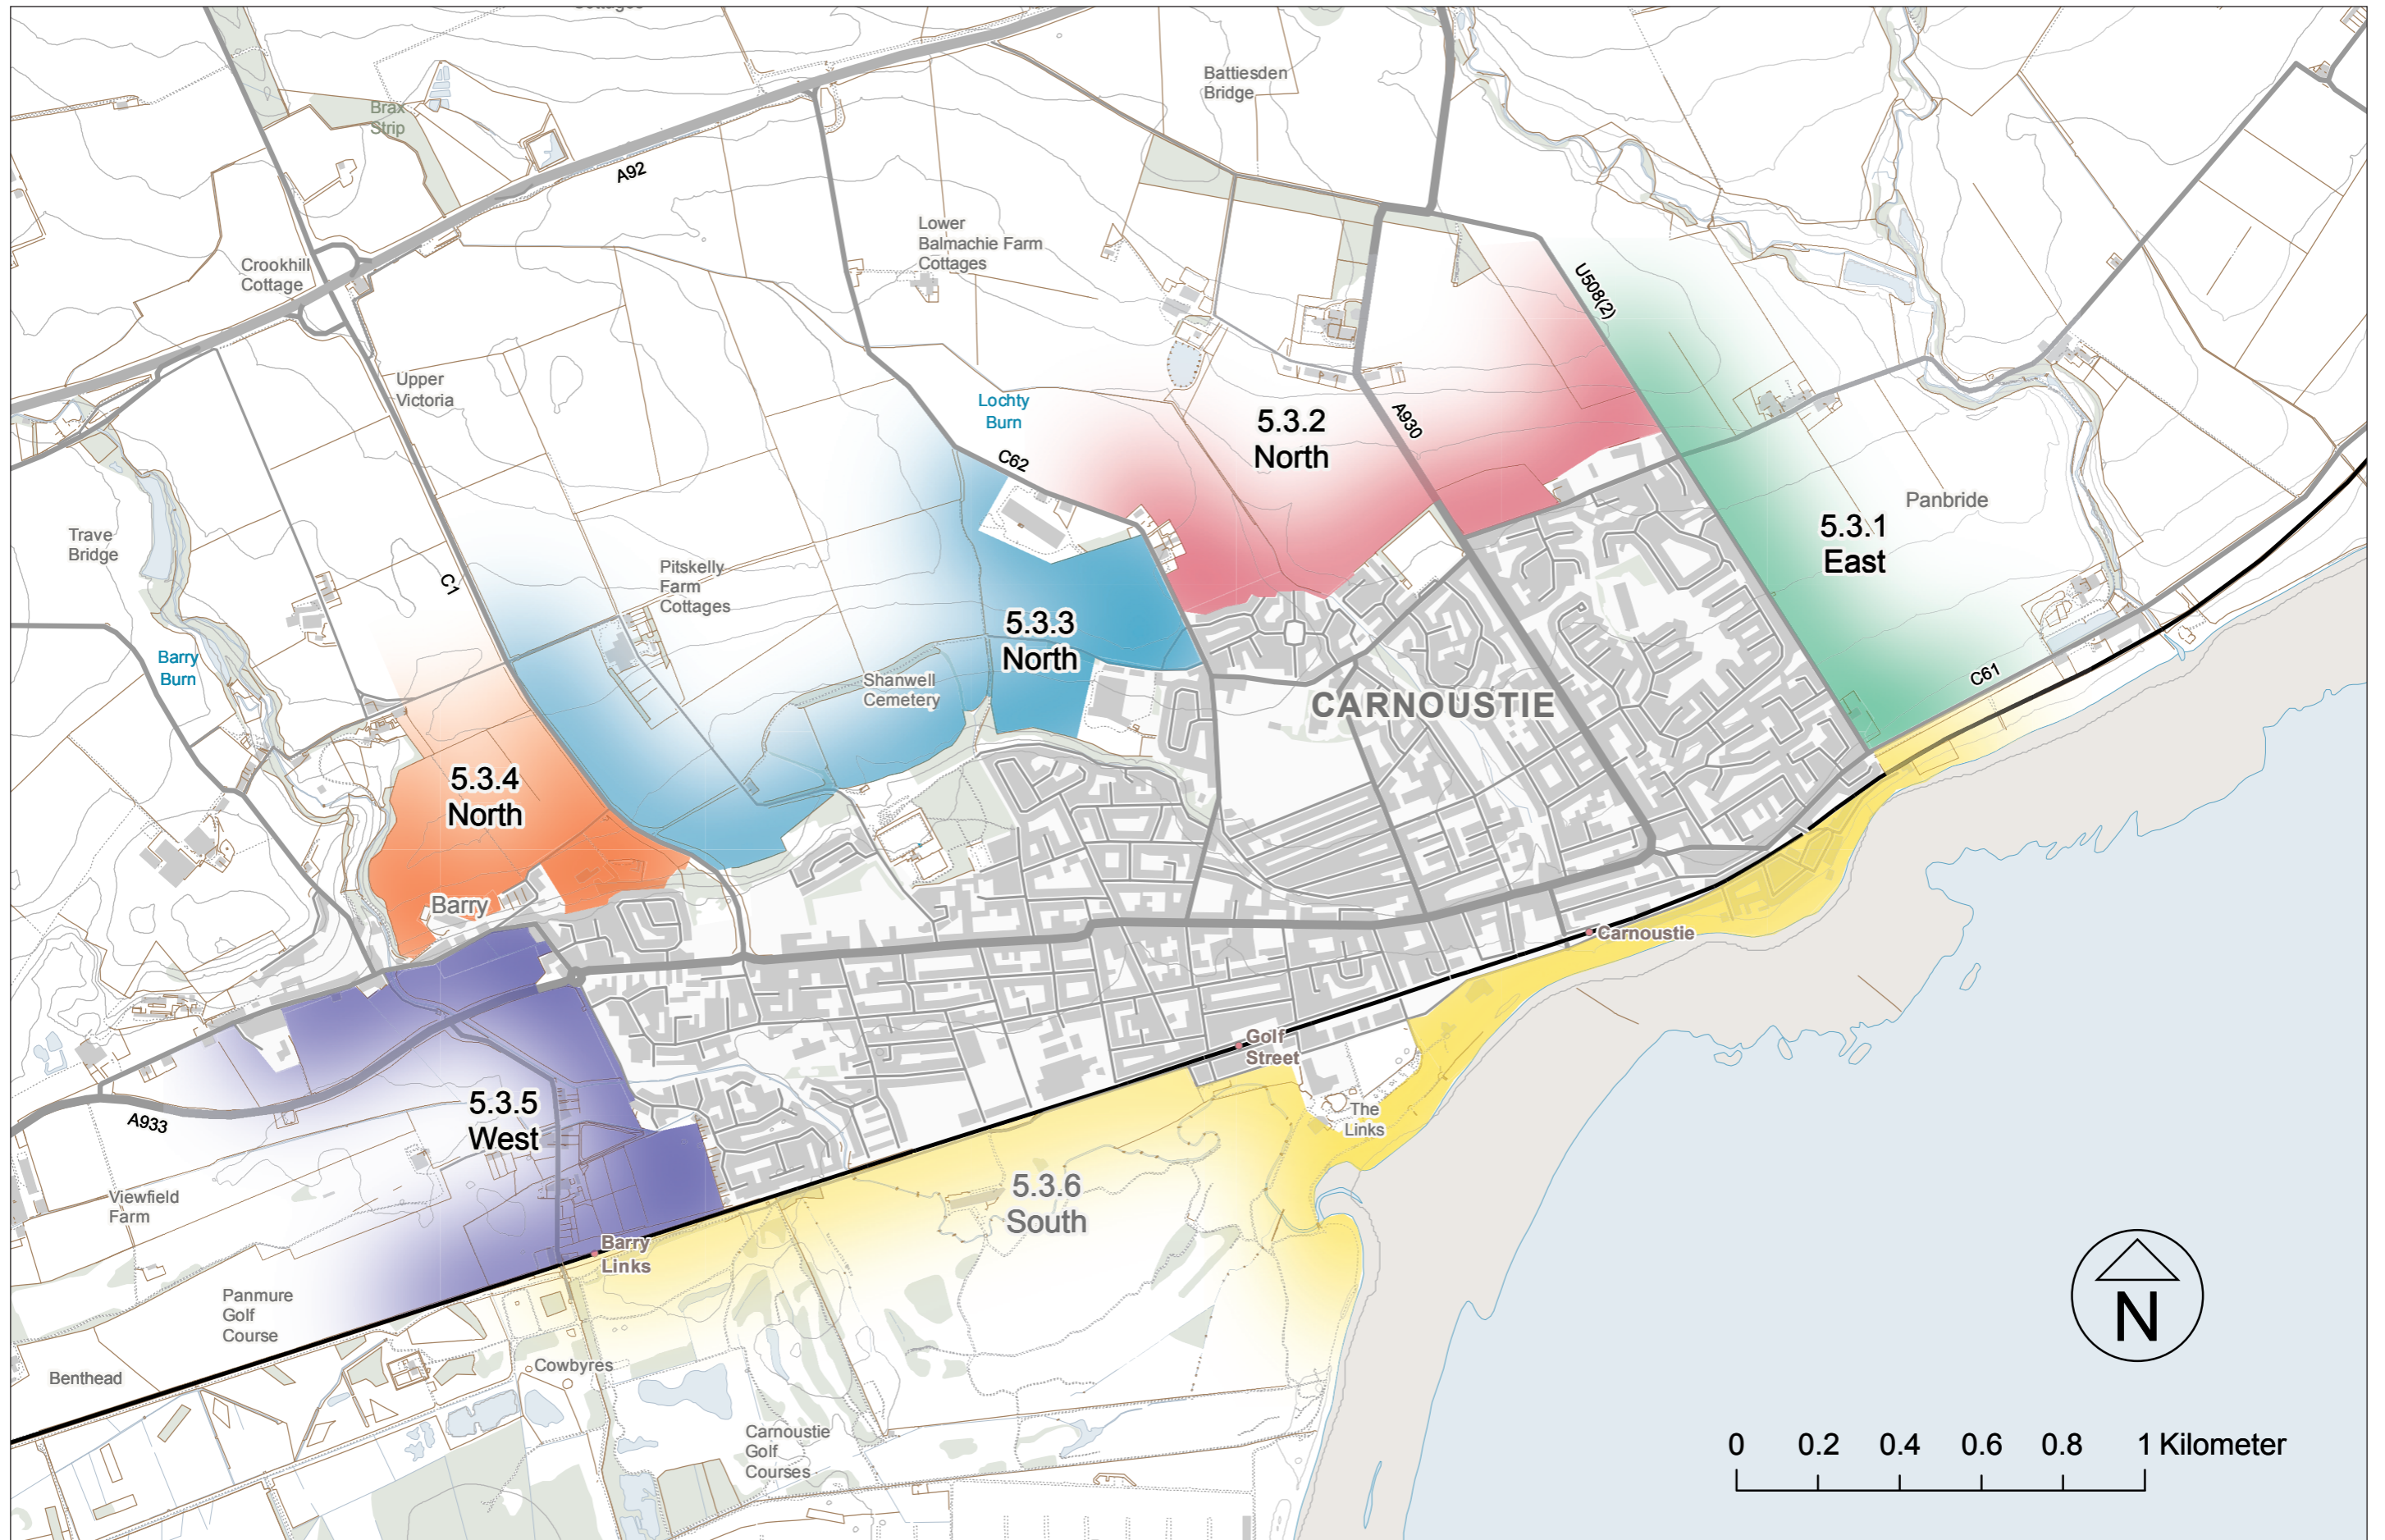 Cottages
Battiesden
Bridge
Brax
Strip
A92
Lower
Balmachie Farm
Cottages
Crookhill
Cottage
U508(2)
Upper
Victoria
Lochty
Burn
5.3.2
North
A930
C62
Panbride
5.3.1
East
Trave
Bridge
C1
Pitskelly
Farm
Cottages
5.3.3
North
Barry
Burn
Shanwell
Cemetery
C61
CARNOUSTIE
5.3.4
North
Barry
Carnoustie
Golf
Street
5.3.5
West
A933
The
Links
5.3.6
South
Viewfield
Farm
Barry
Links
Panmure
Golf
Course
Cowbyres
Benthead
Carnoustie
Golf
Courses
N
0 0.2 0.4 0.6 0.8 1 Kilometer